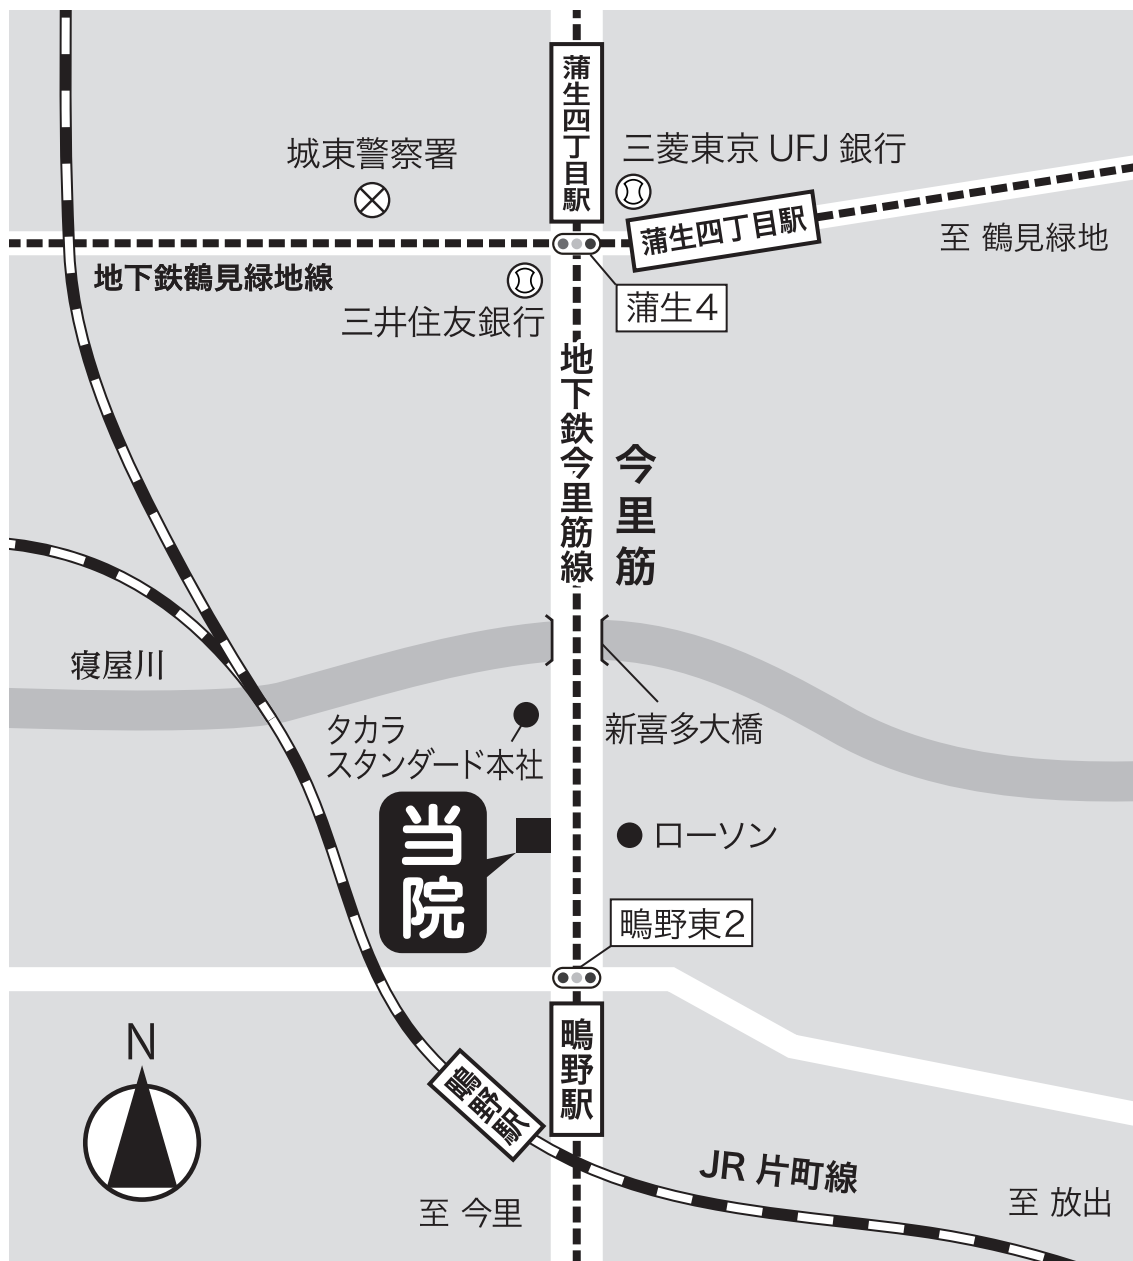 蒲生四丁目駅
城東警察署
三菱東京UFJ銀行
蒲生四丁目駅
至 鶴見緑地
地下鉄鶴見緑地線
三井住友銀行
蒲生4
地下鉄今里筋線
今里筋
寝屋川
新喜多大橋
タカラ
スタンダード本社
当院
ローソン
鴫野東2
N
鴫野駅
鴫野駅
JR 片町線
至 今里
至 放出